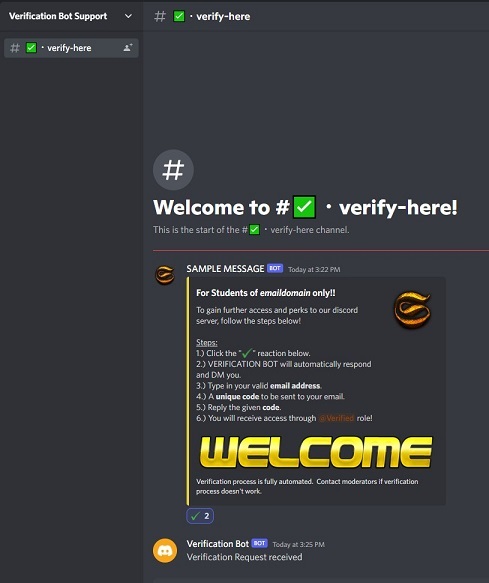 Verification Bot Support
# ✅・verify-here
# ✅・verify-here
#
Welcome to #✅・verify-here!
This is the start of the #✅・verify-here channel.
SAMPLE MESSAGE BOT Today at 3:22 PM
For Students of emaildomain only!!
To gain further access and perks to our discord
server, follow the steps below!
Steps:
1.) Click the "✓" reaction below.
2.) VERIFICATION BOT will automatically respond
and DM you.
3.) Type in your valid email address.
4.) A unique code to be sent to your email.
5.) Reply the given code.
6.) You will receive access through @Verified role!
WELCOME
Verification process is fully automated. Contact moderators if verification
process doesn't work.
✓ 2
Verification Bot BOT Today at 3:25 PM
Verification Request received